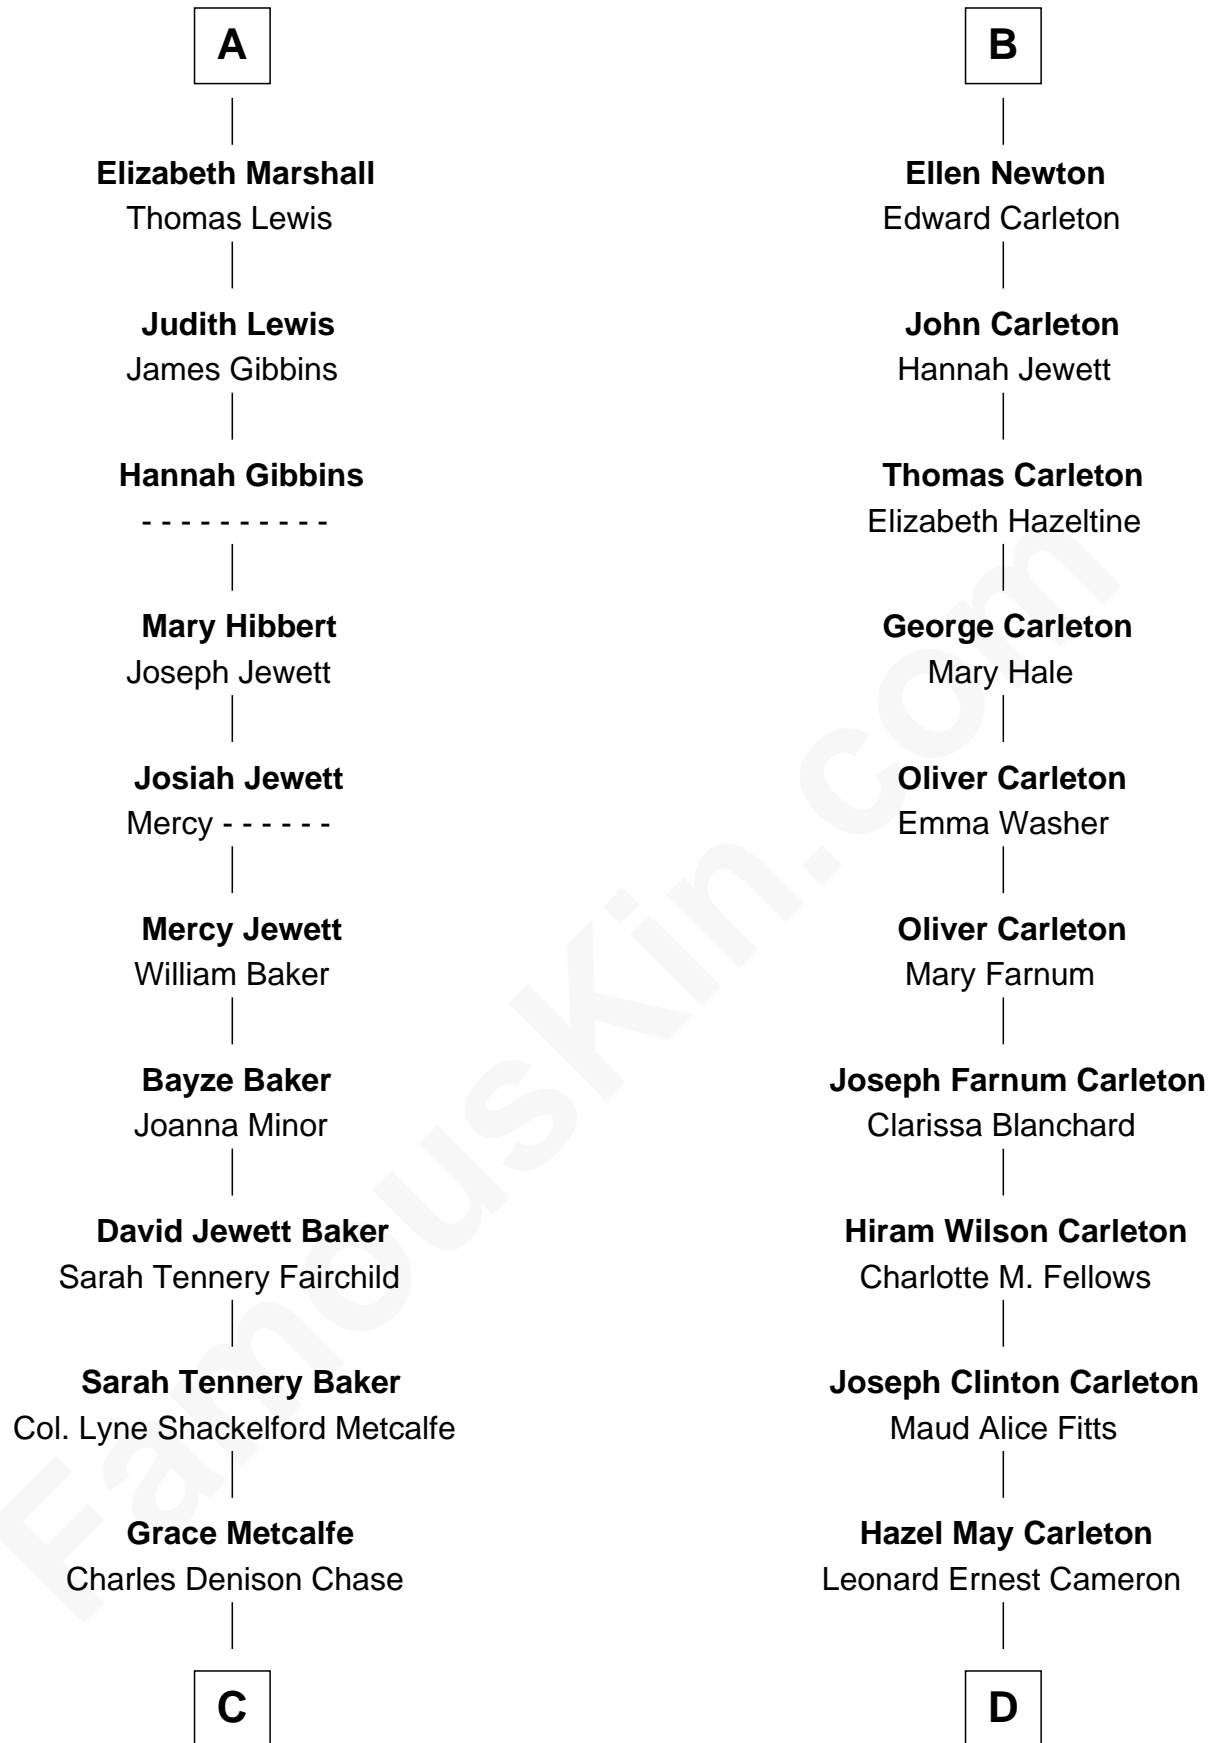 A
Elizabeth Marshall
Thomas Lewis
Judith Lewis
James Gibbins
Hannah Gibbins
- - - - - - - - - -
Mary Hibbert
Joseph Jewett
Josiah Jewett
Mercy - - - - - -
Mercy Jewett
William Baker
Bayze Baker
Joanna Minor
David Jewett Baker
Sarah Tennery Fairchild
Sarah Tennery Baker
Col. Lyne Shackelford Metcalfe
Grace Metcalfe
Charles Denison Chase
C
B
Ellen Newton
Edward Carleton
John Carleton
Hannah Jewett
Thomas Carleton
Elizabeth Hazeltine
George Carleton
Mary Hale
Oliver Carleton
Emma Washer
Oliver Carleton
Mary Farnum
Joseph Farnum Carleton
Clarissa Blanchard
Hiram Wilson Carleton
Charlotte M. Fellows
Joseph Clinton Carleton
Maud Alice Fitts
Hazel May Carleton
Leonard Ernest Cameron
D
FamousKin.com